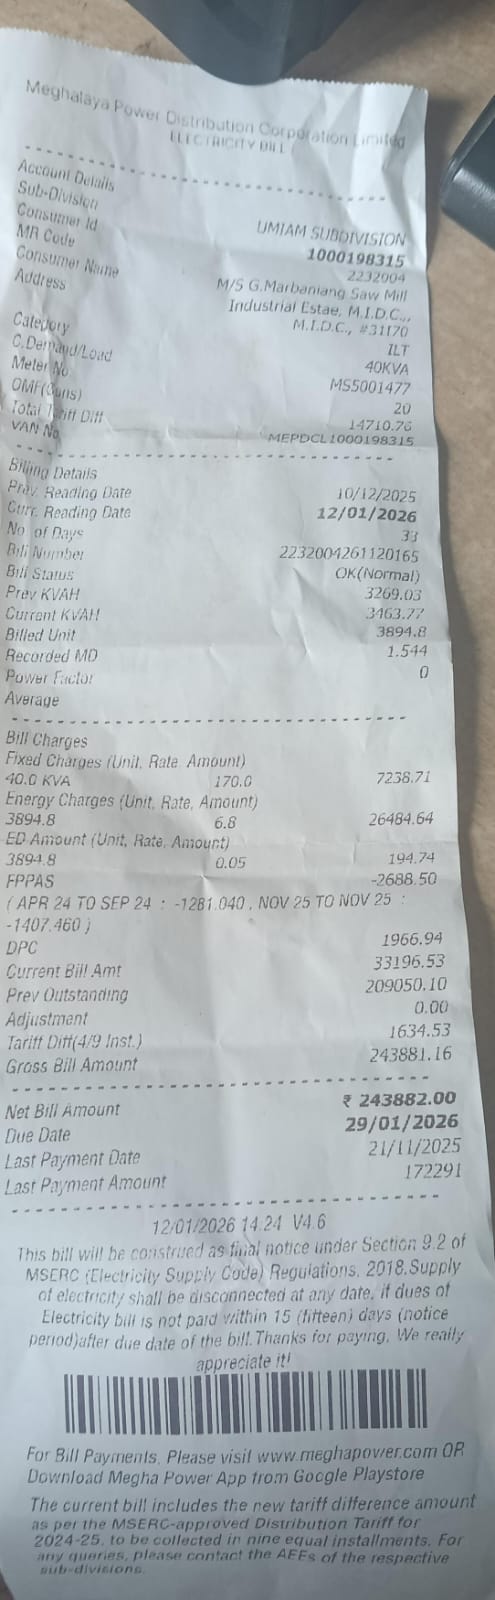 Meghalaya Power Distribution Corporation Limited
ELECTRICITY BILL
Account Details
Sub-Division UMIAM SUBDIVISION
Consumer Id 1000198315
MR Code 2232004
Consumer Name M/S G.Marbaniang Saw Mill
Address Industrial Estae, M.I.D.C.,
M.I.D.C., #31170
Category ILT
C.Demand/Load 40KVA
Meter No. MS5001477
OMF(Cuns) 20
Total Tariff Diff 14710.76
VAN No. MEPDCL1000198315
Billing Details
Prev. Reading Date 10/12/2025
Curr. Reading Date 12/01/2026
No. of Days 33
Bill Number 2232004261120165
Bill Status OK(Normal)
Prev KVAH 3269.03
Current KVAH 3463.77
Billed Unit 3894.8
Recorded MD 1.544
Power Factor 0
Average
Bill Charges
Fixed Charges (Unit, Rate, Amount)
40.0 KVA 170.0 7238.71
Energy Charges (Unit, Rate, Amount)
3894.8 6.8 26484.64
ED Amount (Unit, Rate, Amount)
3894.8 0.05 194.74
FPPAS -2688.50
( APR 24 TO SEP 24 : -1281.040 , NOV 25 TO NOV 25 :
-1407.460 )
DPC 1966.94
Current Bill Amt 33196.53
Prev Outstanding 209050.10
Adjustment 0.00
Tariff Diff(4/9 Inst.) 1634.53
Gross Bill Amount 243881.16
Net Bill Amount ₹ 243882.00
Due Date 29/01/2026
Last Payment Date 21/11/2025
Last Payment Amount 172291
12/01/2026 14.24 V4.6
This bill will be construed as final notice under Section 9.2 of
MSERC (Electricity Supply Code) Regulations, 2018.Supply
of electricity shall be disconnected at any date, if dues of
Electricity bill is not paid within 15 (fifteen) days (notice
period)after due date of the bill.Thanks for paying, We really
appreciate it!
For Bill Payments, Please visit www.meghapower.com OR
Download Megha Power App from Google Playstore
The current bill includes the new tariff difference amount
as per the MSERC-approved Distribution Tariff for
2024-25, to be collected in nine equal installments. For
any queries, please contact the AEEs of the respective
sub-divisions.